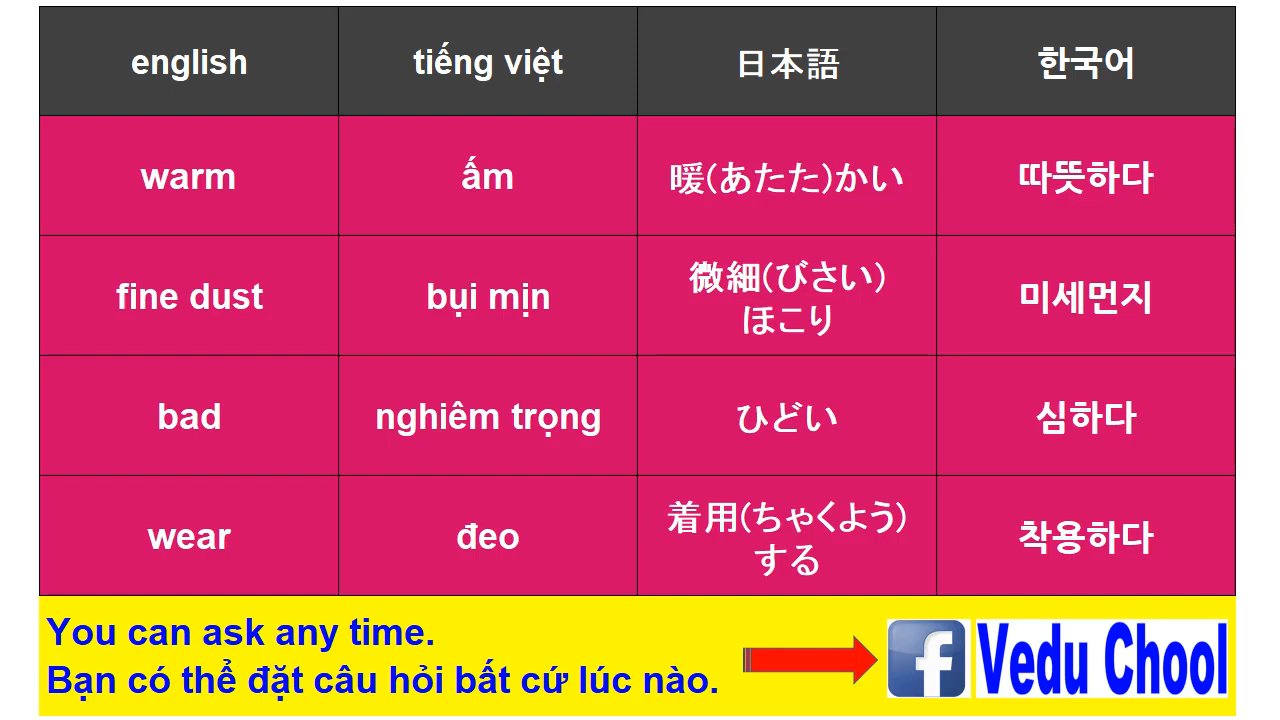 english tiếng việt 日本語 한국어
warm ấm 暖(あたた)かい 따뜻하다
fine dust bụi mịn 微細(びさい) 미세먼지
ほこり
bad nghiêm trọng ひどい 심하다
wear đeo 着用(ちゃくよう) 착용하다
する
You can ask any time.
Bạn có thể đặt câu hỏi bất cứ lúc nào.
f Vedu Chool